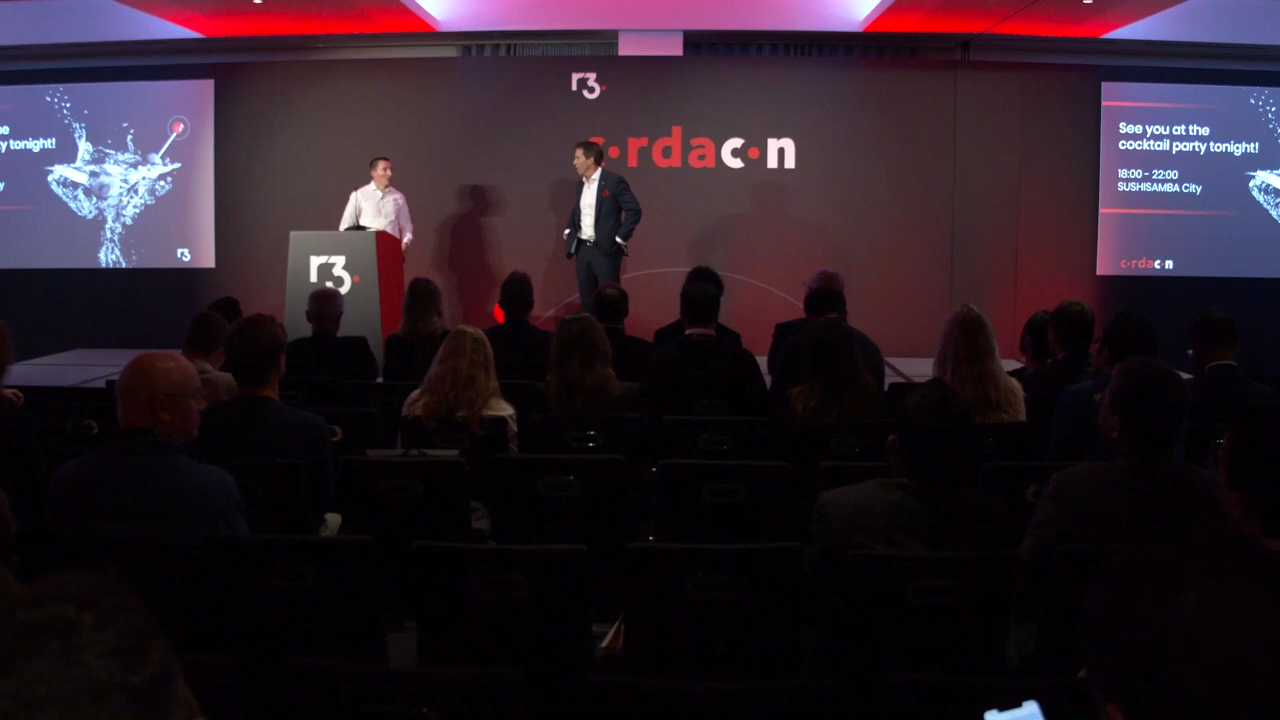 r3.
c·rdac·n
e
y tonight!
y
r3.
r3.
See you at the
cocktail party tonight!
18:00 - 22:00
SUSHISAMBA City
c·rdac·n